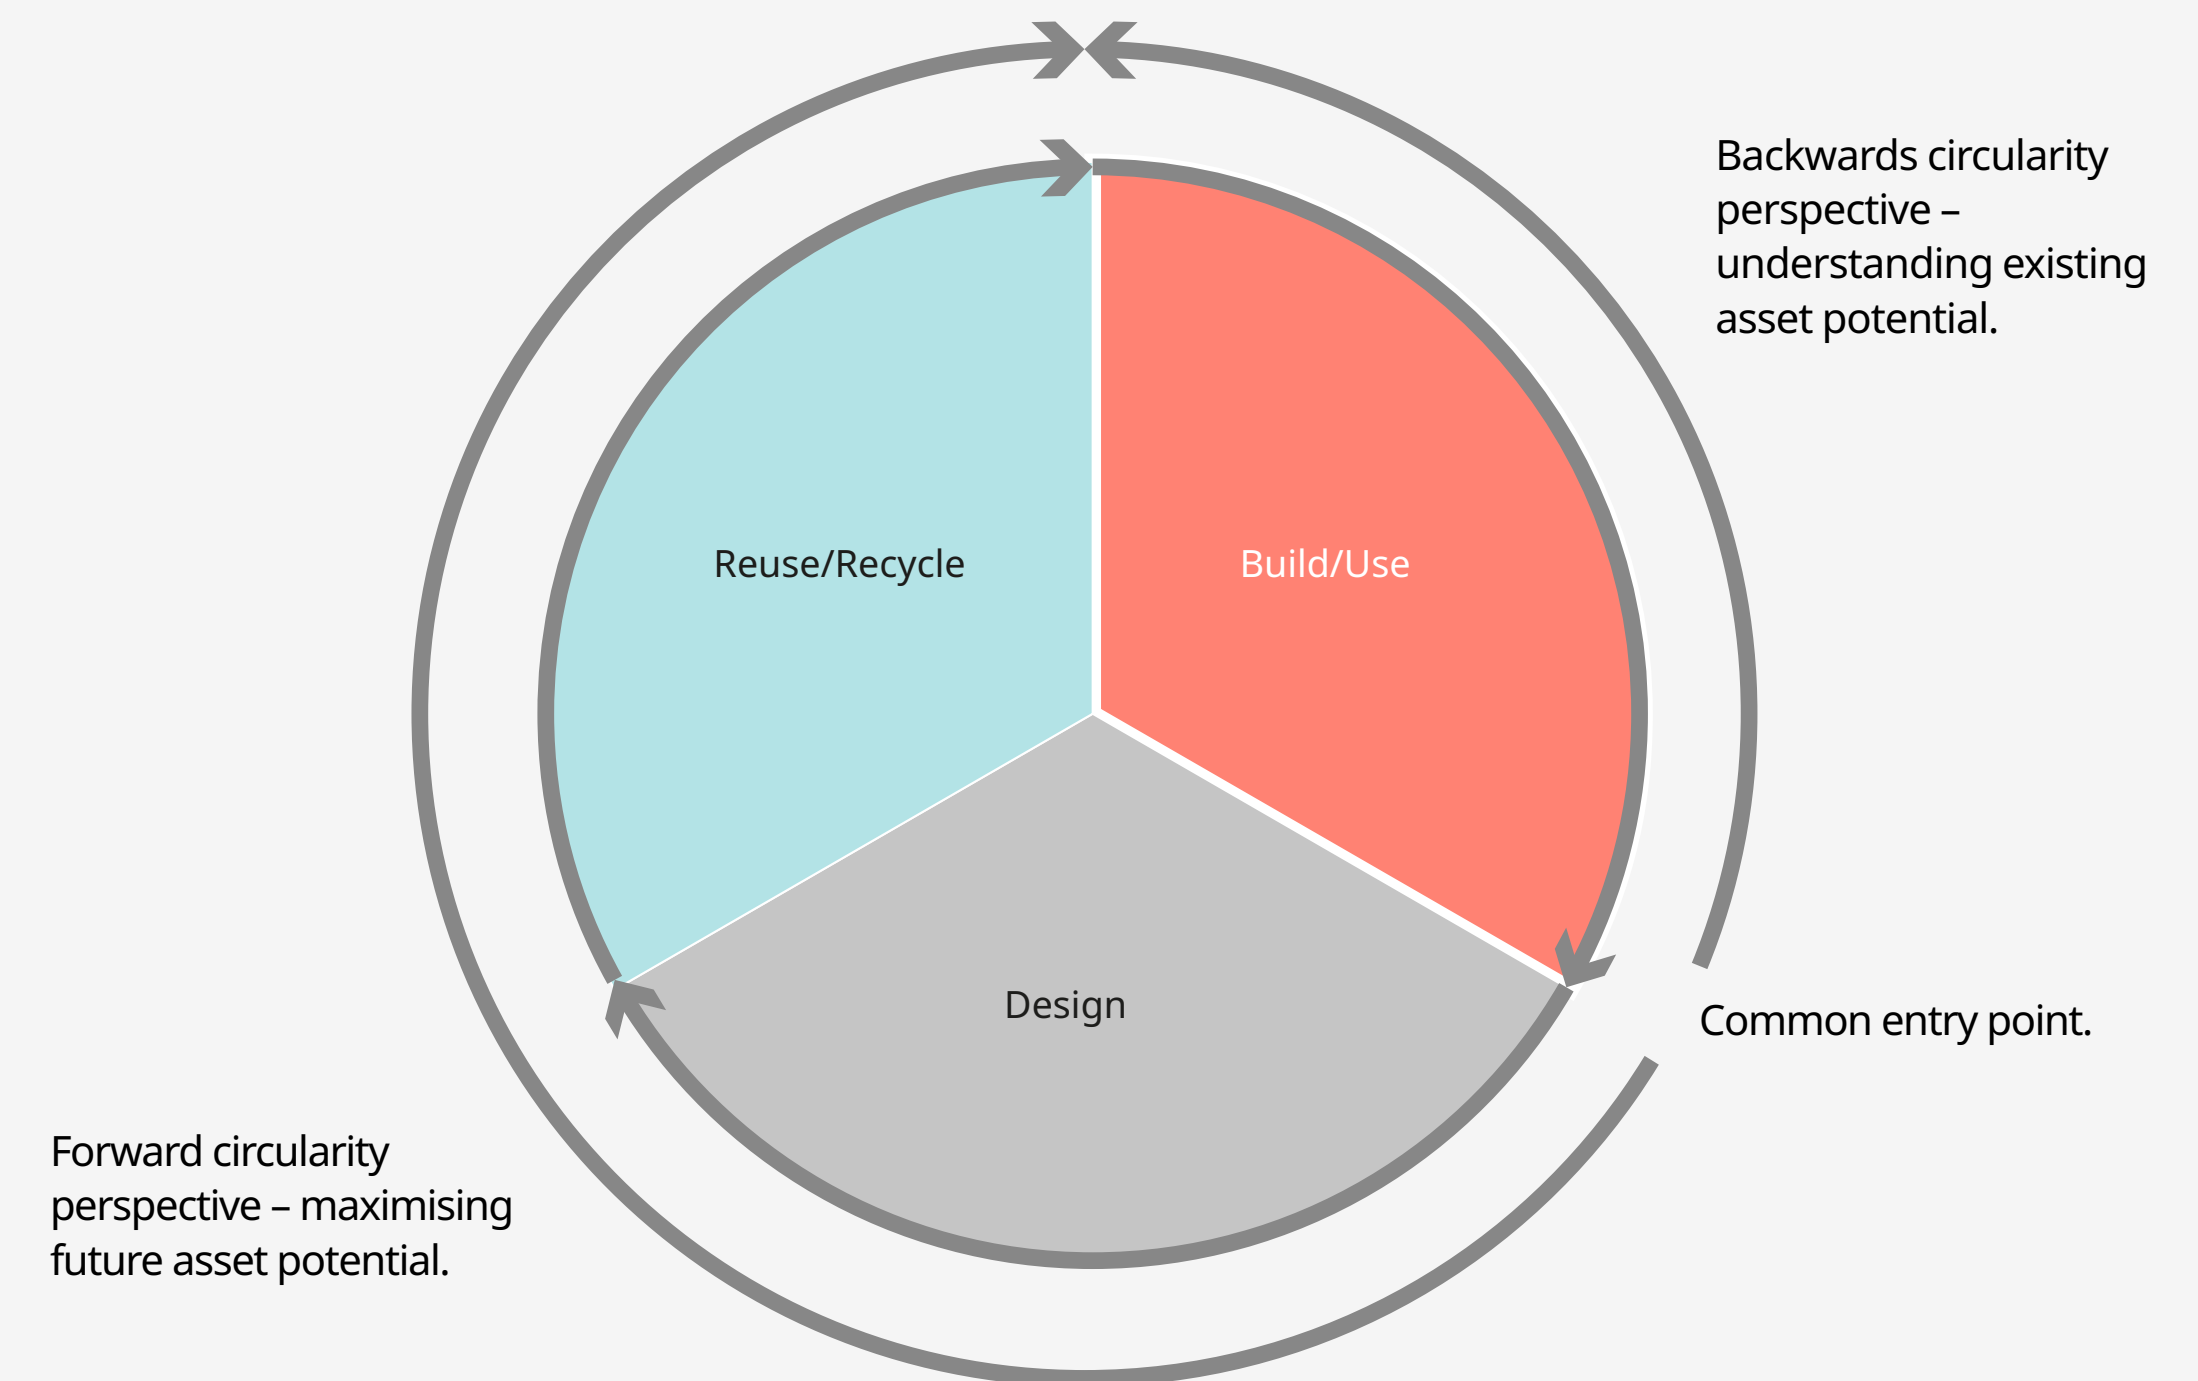 Backwards circularity
perspective –
understanding existing
asset potential.
Reuse/Recycle
Build/Use
Design
Common entry point.
Forward circularity
perspective – maximising
future asset potential.